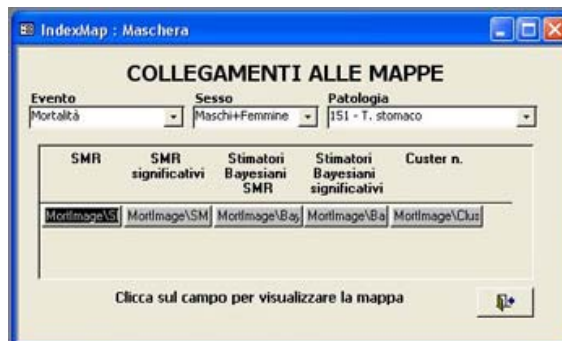 IndexMap : Maschera
COLLEGAMENTI ALLE MAPPE
Evento Sesso Patologia
Mortalità Maschi+Femmine 151 - T. stomaco
SMR SMR Stimatori Stimatori Custer n.
significativi Bayesiani Bayesiani
SMR significativi
MortImage\S MortImage\SM MortImage\Bay MortImage\Ba MortImage\Clus
Clicca sul campo per visualizzare la mappa